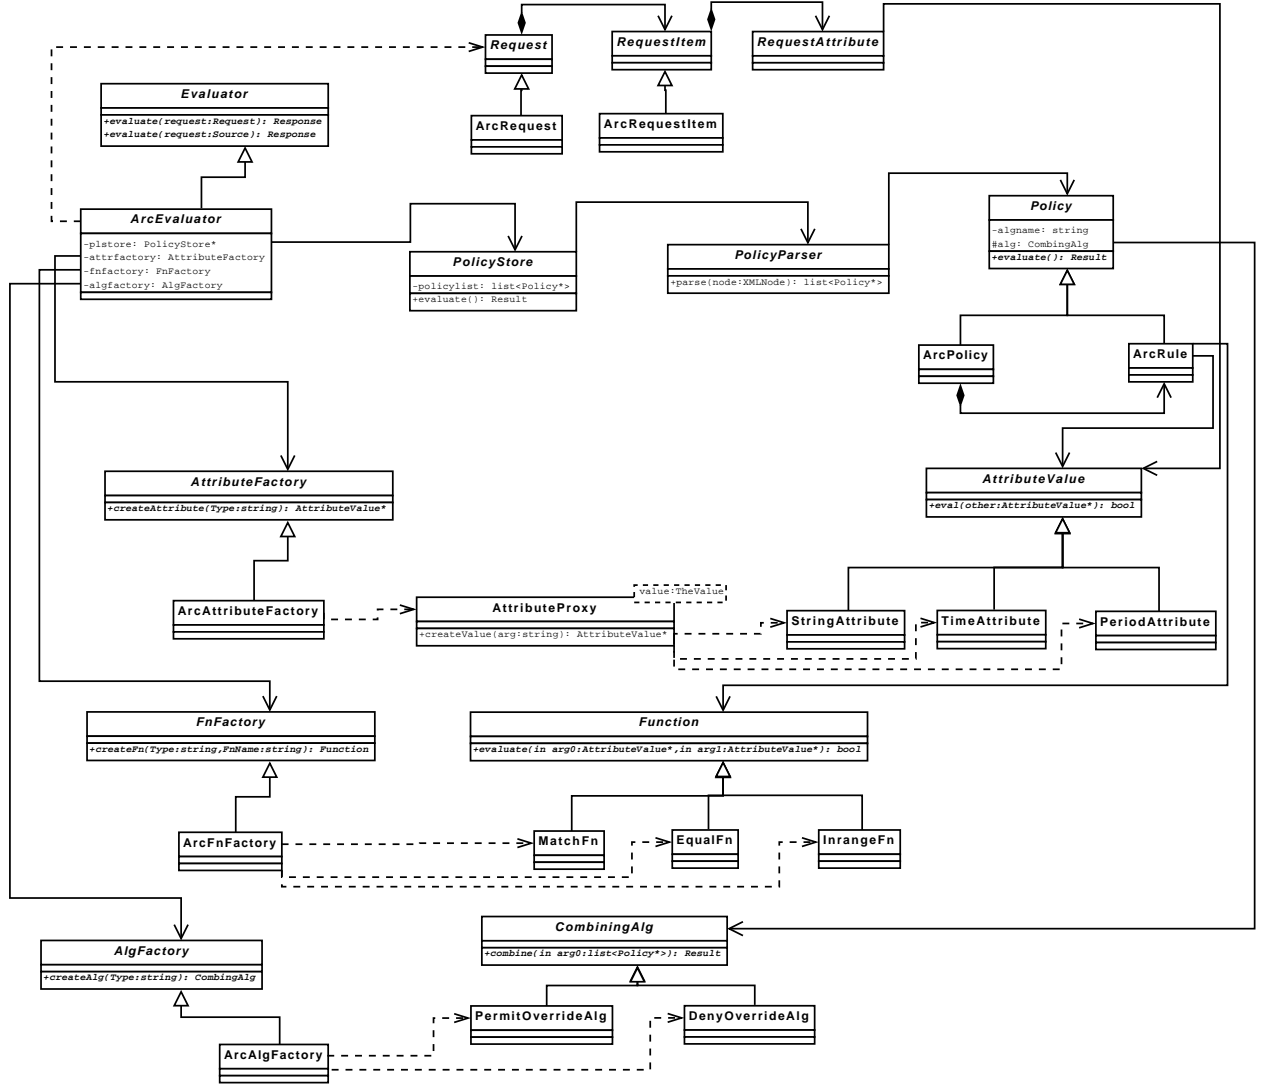 Request
RequestItem
RequestAttribute
Evaluator
+evaluate(request:Request): Response
+evaluate(request:Source): Response
ArcRequest
ArcRequestItem
ArcEvaluator
-plstore: PolicyStore*
-attrfactory: AttributeFactory
-fnfactory: FnFactory
-algfactory: AlgFactory
PolicyStore
-policylist: list<Policy*>
+evaluate(): Result
PolicyParser
+parse(node:XMLNode): list<Policy*>
Policy
-algname: string
#alg: CombingAlg
+evaluate(): Result
ArcPolicy
ArcRule
AttributeFactory
+createAttribute(Type:string): AttributeValue*
AttributeValue
+eval(other:AttributeValue*): bool
ArcAttributeFactory
value:TheValue
AttributeProxy
+createValue(arg:string): AttributeValue*
StringAttribute
TimeAttribute
PeriodAttribute
FnFactory
+createFn(Type:string,FnName:string): Function
Function
+evaluate(in arg0:AttributeValue*,in arg1:AttributeValue*): bool
ArcFnFactory
MatchFn
EqualFn
InrangeFn
AlgFactory
+createAlg(Type:string): CombingAlg
CombiningAlg
+combine(in arg0:list<Policy*>): Result
PermitOverrideAlg
DenyOverrideAlg
ArcAlgFactory